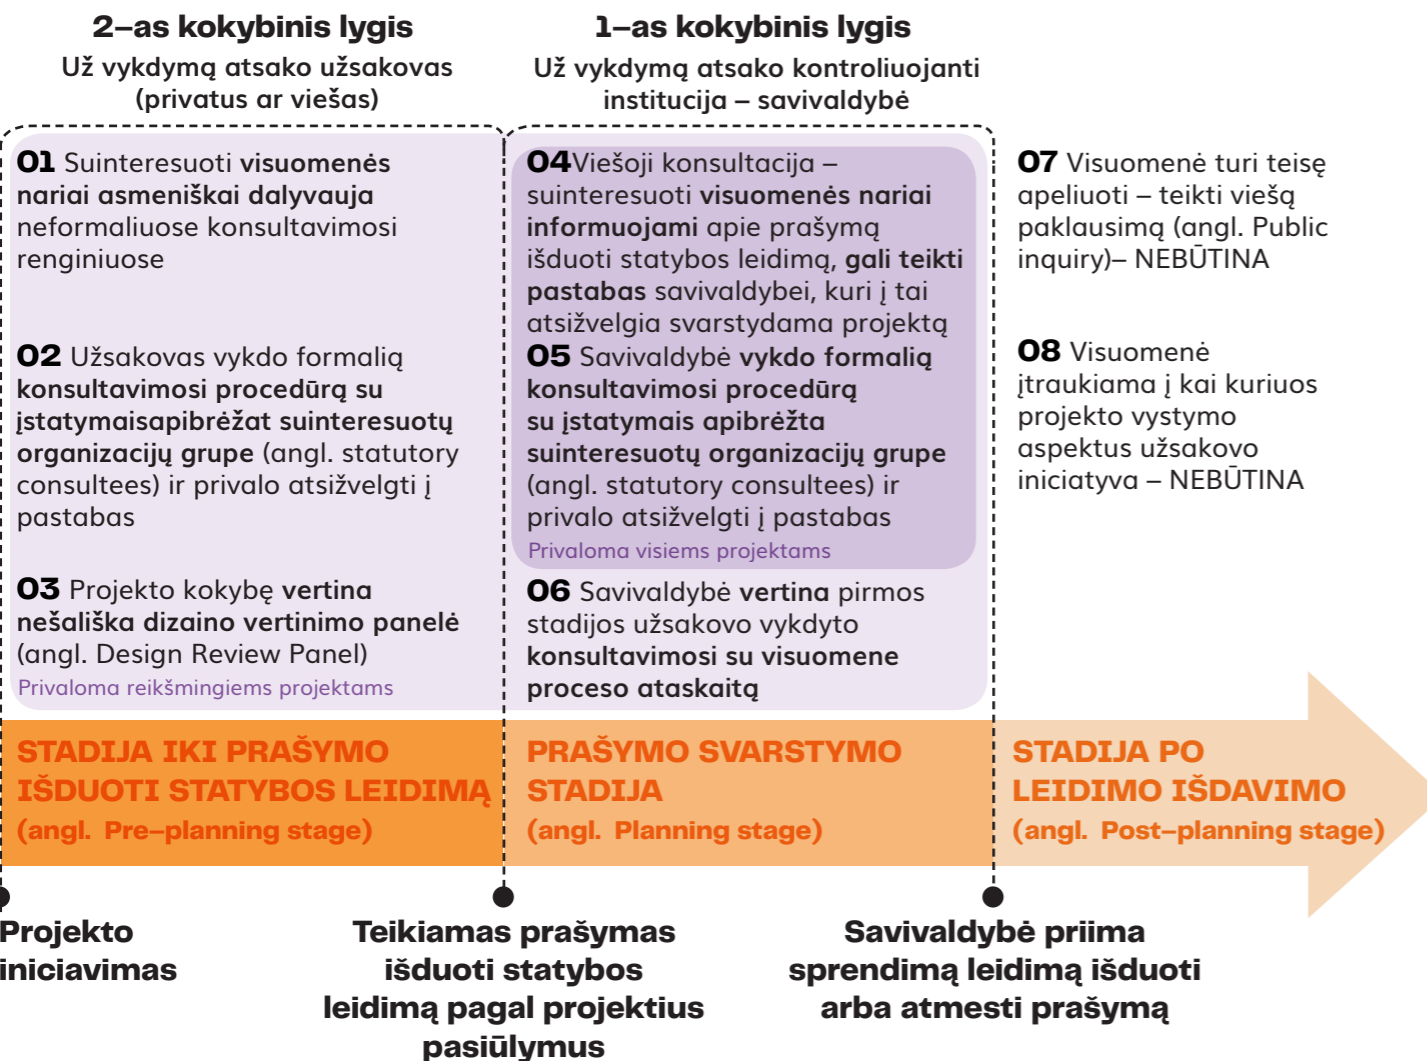 2–as kokybinis lygis
Už vykdymą atsako užsakovas
(privatus ar viešas)
1–as kokybinis lygis
Už vykdymą atsako kontroliuojanti
institucija – savivaldybė
01 Suinteresuoti visuomenės
nariai asmeniškai dalyvauja
neformaliuose konsultavimosi
renginiuose
02 Užsakovas vykdo formalią
konsultavimosi procedūrą su
įstatymaisapibrėžat suinteresuotų
organizacijų grupe (angl. statutory
consultees) ir privalo atsižvelgti į
pastabas
03 Projekto kokybę vertina
nešališka dizaino vertinimo panelė
(angl. Design Review Panel)
Privaloma reikšmingiems projektams
04Viešoji konsultacija –
suinteresuoti visuomenės nariai
informuojami apie prašymą
išduoti statybos leidimą, gali teikti
pastabas savivaldybei, kuri į tai
atsižvelgia svarstydama projektą
05 Savivaldybė vykdo formalią
konsultavimosi procedūrą
su įstatymais apibrėžta
suinteresuotų organizacijų grupe
(angl. statutory consultees) ir
privalo atsižvelgti į pastabas
Privaloma visiems projektams
06 Savivaldybė vertina pirmos
stadijos užsakovo vykdyto
konsultavimosi su visuomene
proceso ataskaitą
07 Visuomenė turi teisę
apeliuoti – teikti viešą
paklausimą (angl. Public
inquiry)– NEBŪTINA
08 Visuomenė
įtraukiama į kai kuriuos
projekto vystymo
aspektus užsakovo
iniciatyva – NEBŪTINA
STADIJA IKI PRAŠYMO
IŠDUOTI STATYBOS LEIDIMĄ
(angl. Pre–planning stage)
PRAŠYMO SVARSTYMO
STADIJA
(angl. Planning stage)
STADIJA PO
LEIDIMO IŠDAVIMO
(angl. Post–planning stage)
Projekto
iniciavimas
Teikiamas prašymas
išduoti statybos
leidimą pagal projektius
pasiūlymus
Savivaldybė priima
sprendimą leidimą išduoti
arba atmesti prašymą